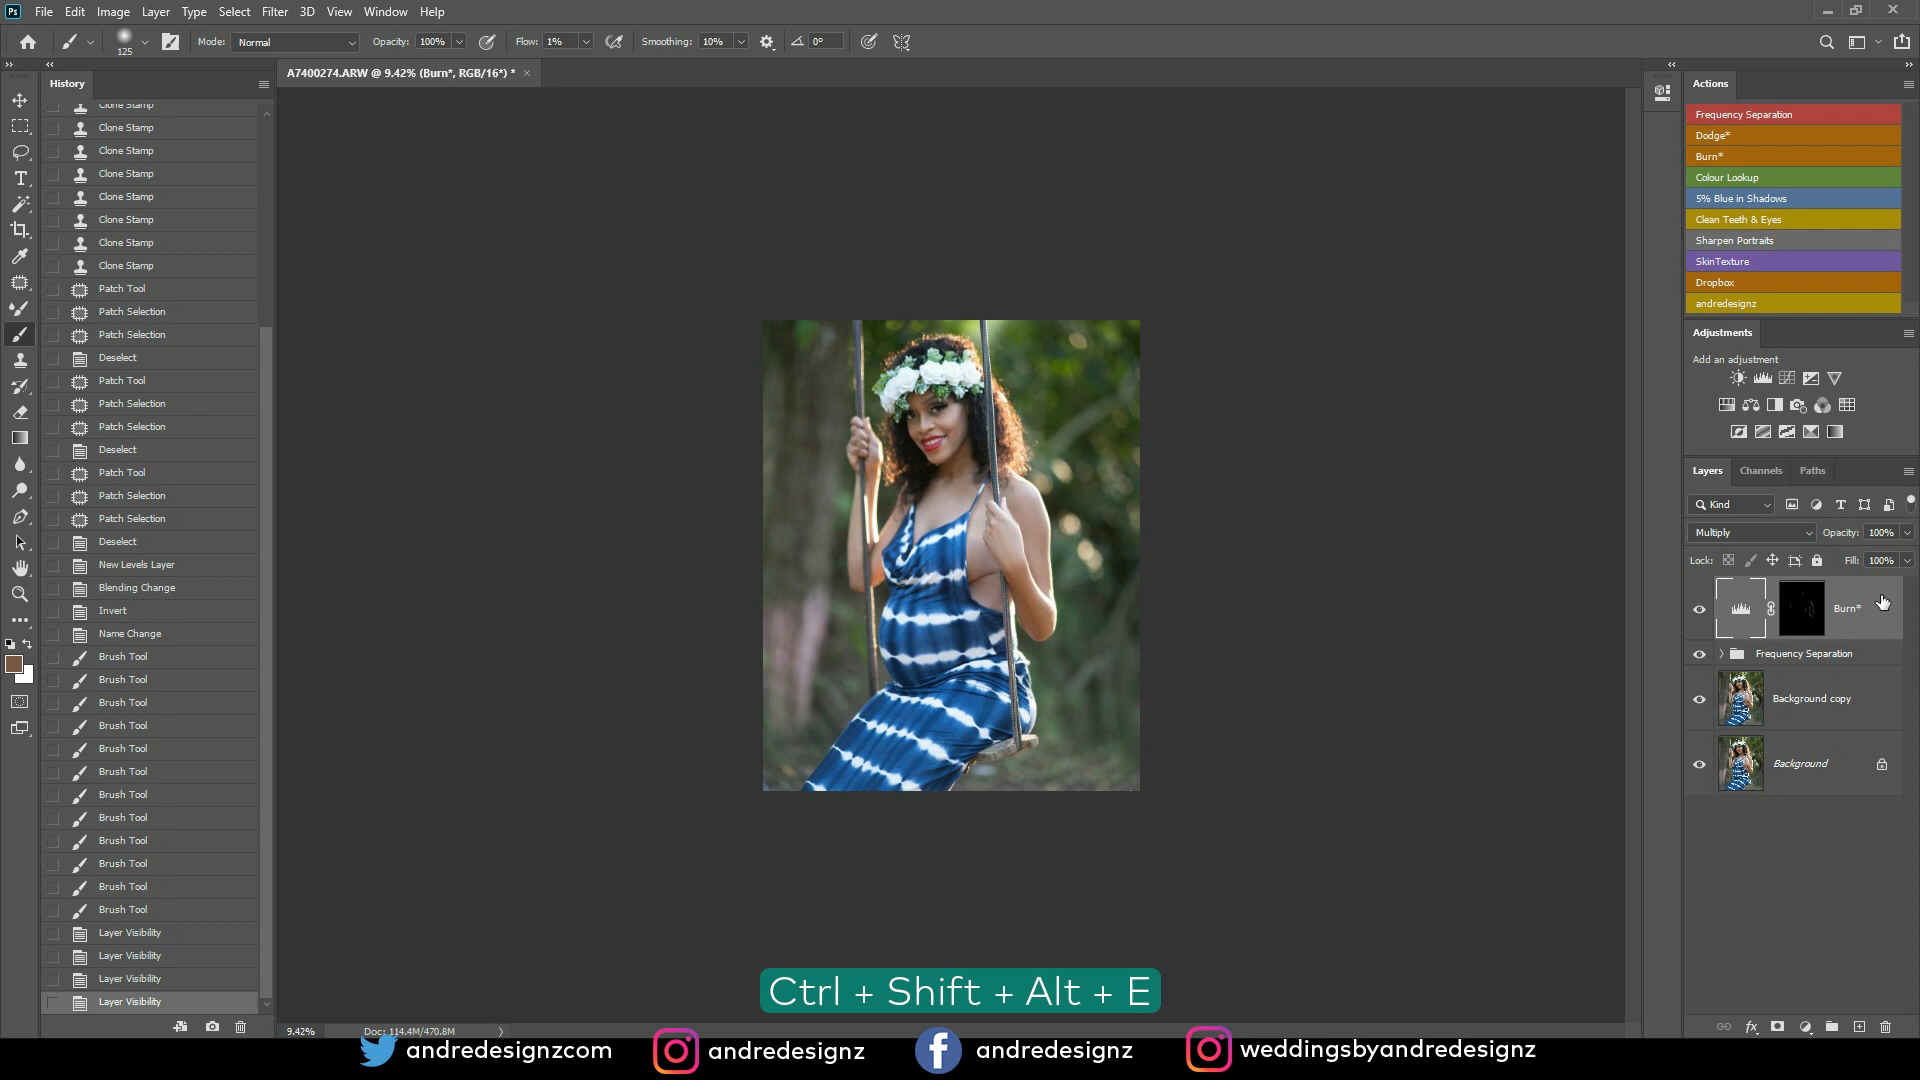 Ps File Edit Image Layer Type Select Filter 3D View Window Help
125 Mode: Normal Opacity: 100% Flow: 1% Smoothing: 10% 0°
History
A7400274.ARW @ 9.42% (Burn*, RGB/16*) * ×
Clone Stamp
Clone Stamp
Clone Stamp
Clone Stamp
Clone Stamp
Clone Stamp
Clone Stamp
Clone Stamp
Patch Tool
Patch Selection
Patch Selection
Deselect
Patch Tool
Patch Selection
Patch Selection
Deselect
Patch Tool
Patch Selection
Patch Selection
Deselect
New Levels Layer
Blending Change
Invert
Name Change
Brush Tool
Brush Tool
Brush Tool
Brush Tool
Brush Tool
Brush Tool
Brush Tool
Brush Tool
Brush Tool
Brush Tool
Brush Tool
Brush Tool
Layer Visibility
Layer Visibility
Layer Visibility
Layer Visibility
Actions
Frequency Separation
Dodge*
Burn*
Colour Lookup
5% Blue in Shadows
Clean Teeth & Eyes
Sharpen Portraits
SkinTexture
Dropbox
andredesignz
Adjustments
Add an adjustment
Layers Channels Paths
Kind
Multiply Opacity: 100%
Lock: Fill: 100%
Burn*
Frequency Separation
Background copy
Background
fx
Ctrl + Shift + Alt + E
9.42% Doc: 114.4M/470.8M
andredesignzcom andredesignz andredesignz weddingsbyandredesignz